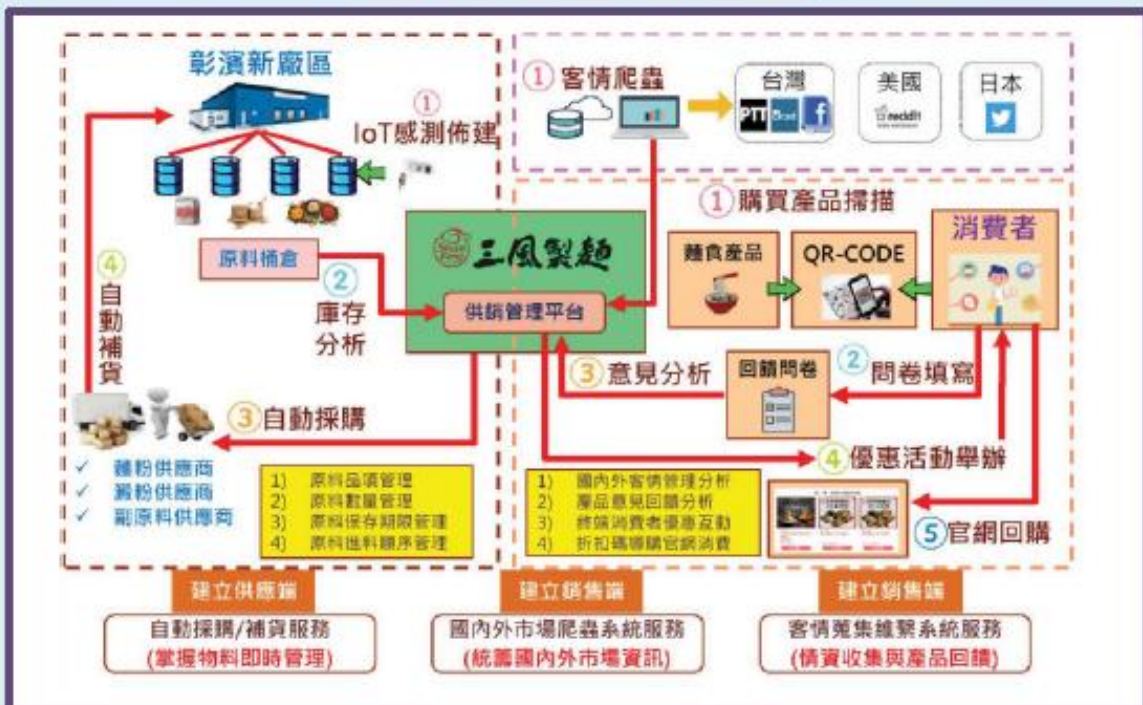 彰濱新廠區
① IoT感測佈建
原料桶倉
② 庫存分析
④ 自動補貨
③ 自動採購
✓ 麵粉供應商
✓ 澱粉供應商
✓ 副原料供應商
1) 原料品項管理
2) 原料數量管理
3) 原料保存期限管理
4) 原料進料順序管理
三風製麵
供銷管理平台
① 客情爬蟲
台灣
PTT
美國
reddit
日本
① 購買產品掃描
麵食產品
QR-CODE
消費者
② 問卷填寫
回饋問卷
③ 意見分析
④ 優惠活動舉辦
⑤ 官網回購
1) 國內外客情管理分析
2) 產品意見回饋分析
3) 終端消費者優惠互動
4) 折扣碼導購官網消費
建立供應端
自動採購/補貨服務
(掌握物料即時管理)
建立銷售端
國內外市場爬蟲系統服務
(統籌國內外市場資訊)
建立銷售端
客情蒐集維繫系統服務
(情資收集與產品回饋)